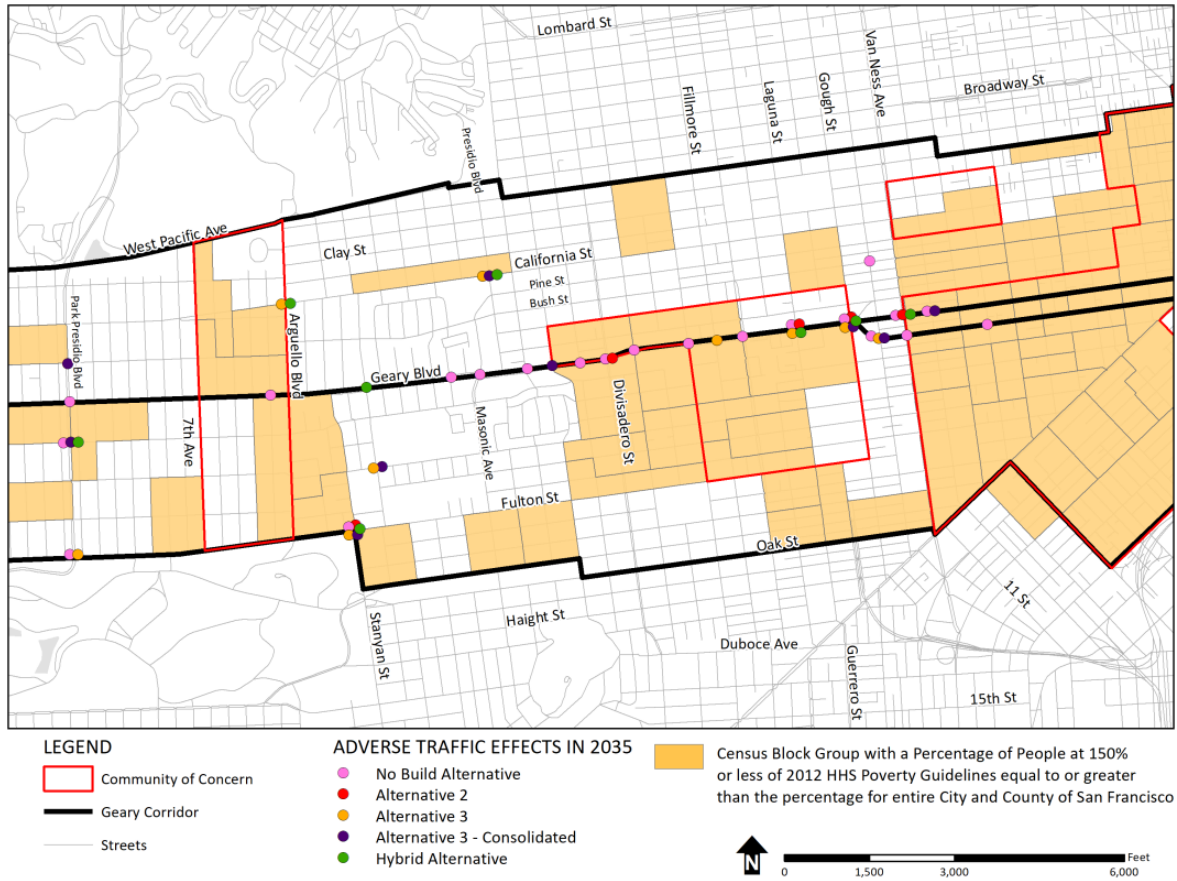 Lombard St
Van Ness Ave
Broadway St
Gough St
Laguna St
Fillmore St
Presidio Blvd
West Pacific Ave
Clay St
California St
Pine St
Bush St
Park Presidio Blvd
Arguello Blvd
Geary Blvd
7th Ave
Masonic Ave
Divisadero St
Fulton St
Oak St
Stanyan St
Haight St
11 St
Duboce Ave
Guerrero St
15th St
LEGEND
Community of Concern
Geary Corridor
Streets
ADVERSE TRAFFIC EFFECTS IN 2035
No Build Alternative
Alternative 2
Alternative 3
Alternative 3 - Consolidated
Hybrid Alternative
Census Block Group with a Percentage of People at 150%
or less of 2012 HHS Poverty Guidelines equal to or greater
than the percentage for entire City and County of San Francisco
N
Feet
0 1,500 3,000 6,000